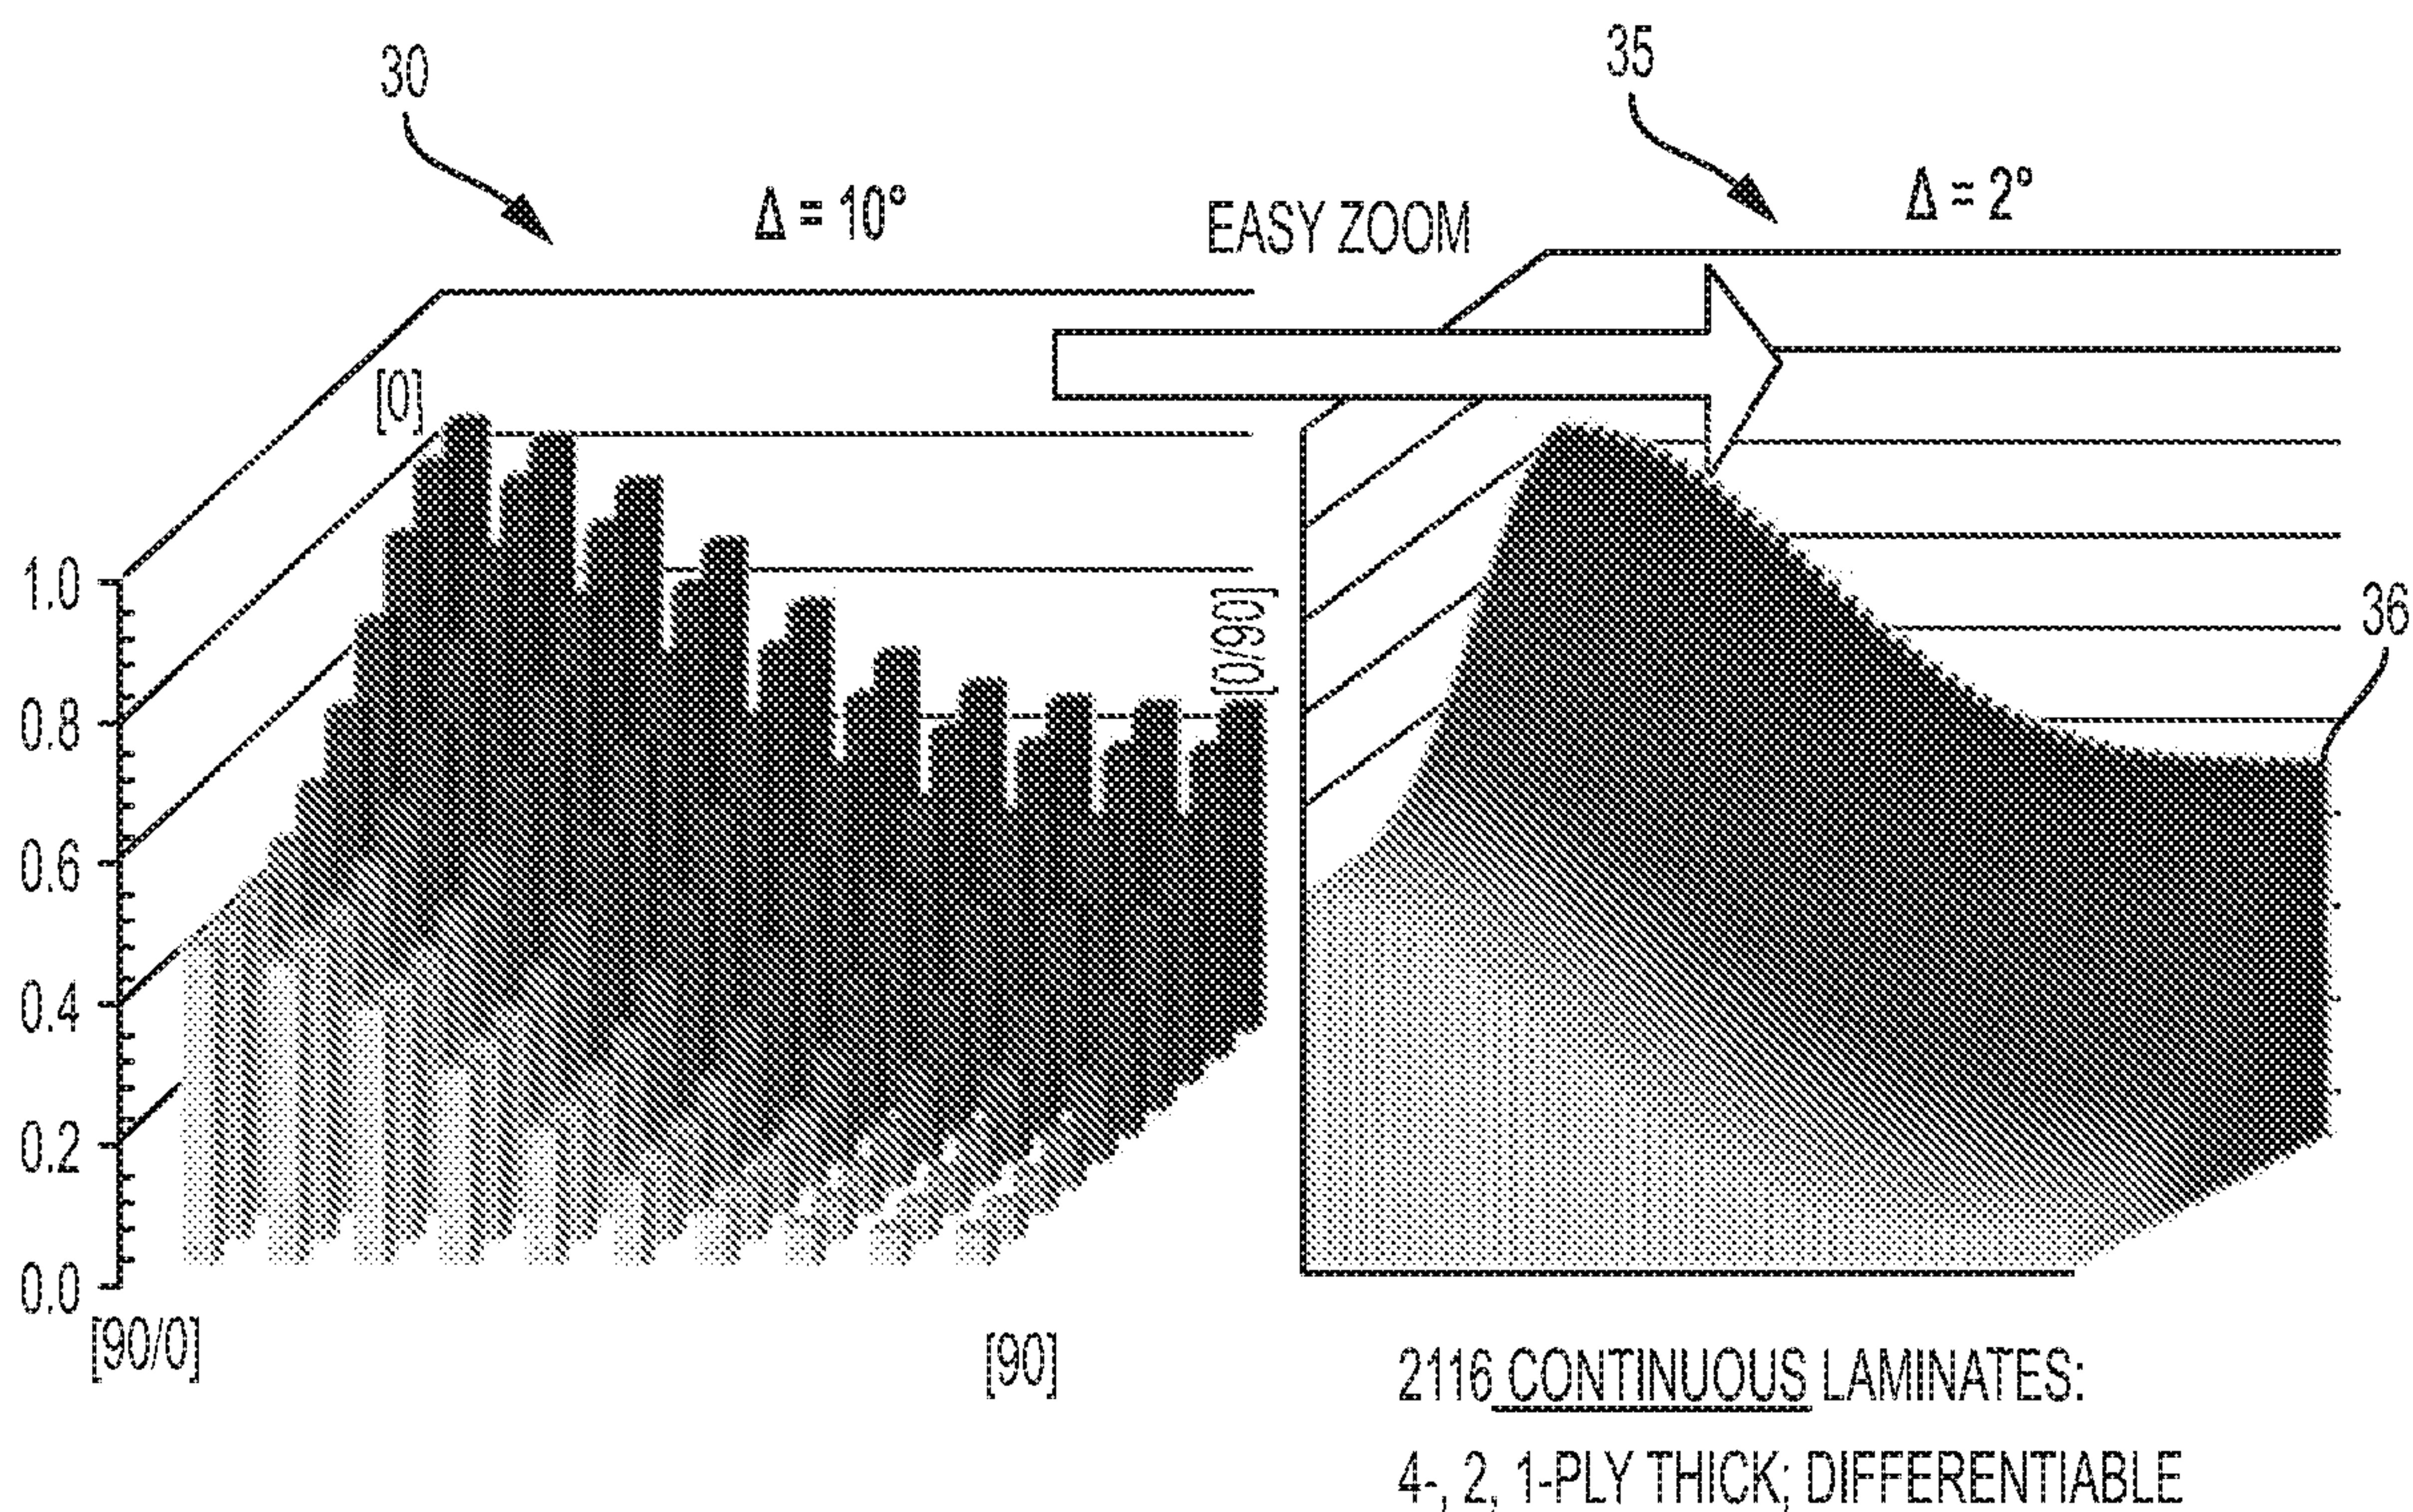 30
35
Δ = 10°
EASY ZOOM
Δ = 2°
[0]
[0/90]
36
1.0
0.8
0.6
0.4
0.2
0.0
[90/0]
[90]
2116 CONTINUOUS LAMINATES:
4-, 2, 1-PLY THICK; DIFFERENTIABLE